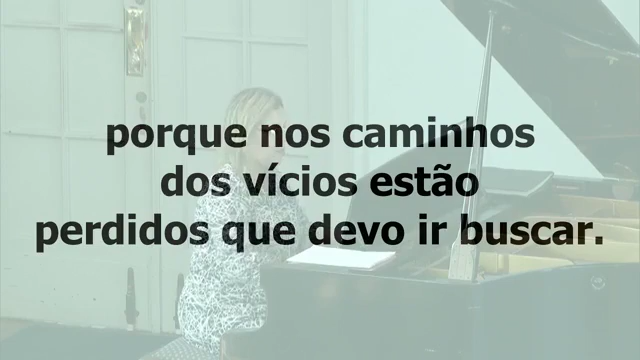 porque nos caminhos
dos vícios estão
perdidos que devo ir buscar.